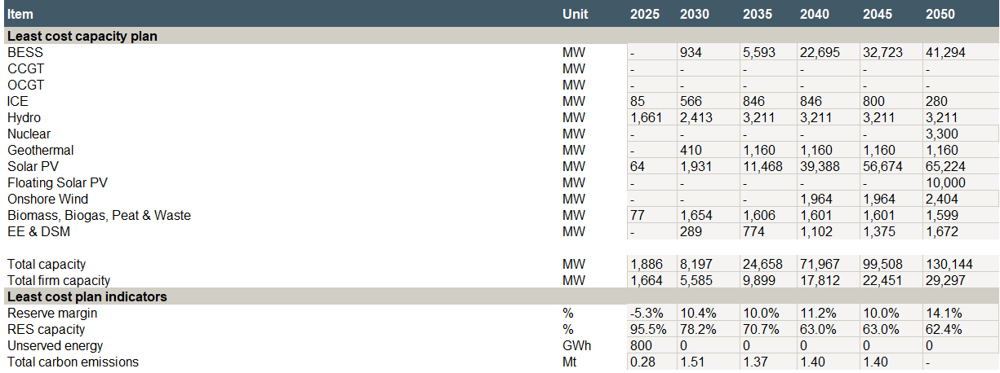 Item Unit 2025 2030 2035 2040 2045 2050
Least cost capacity plan
BESS MW - 934 5,593 22,695 32,723 41,294
CCGT MW - - - - - -
OCGT MW - - - - - -
ICE MW 85 566 846 846 800 280
Hydro MW 1,661 2,413 3,211 3,211 3,211 3,211
Nuclear MW - - - - - 3,300
Geothermal MW - 410 1,160 1,160 1,160 1,160
Solar PV MW 64 1,931 11,468 39,388 56,674 65,224
Floating Solar PV MW - - - - - 10,000
Onshore Wind MW - - - 1,964 1,964 2,404
Biomass, Biogas, Peat & Waste MW 77 1,654 1,606 1,601 1,601 1,599
EE & DSM MW - 289 774 1,102 1,375 1,672
Total capacity MW 1,886 8,197 24,658 71,967 99,508 130,144
Total firm capacity MW 1,664 5,585 9,899 17,812 22,451 29,297
Least cost plan indicators
Reserve margin % -5.3% 10.4% 10.0% 11.2% 10.0% 14.1%
RES capacity % 95.5% 78.2% 70.7% 63.0% 63.0% 62.4%
Unserved energy GWh 800 0 0 0 0 0
Total carbon emissions Mt 0.28 1.51 1.37 1.40 1.40 -